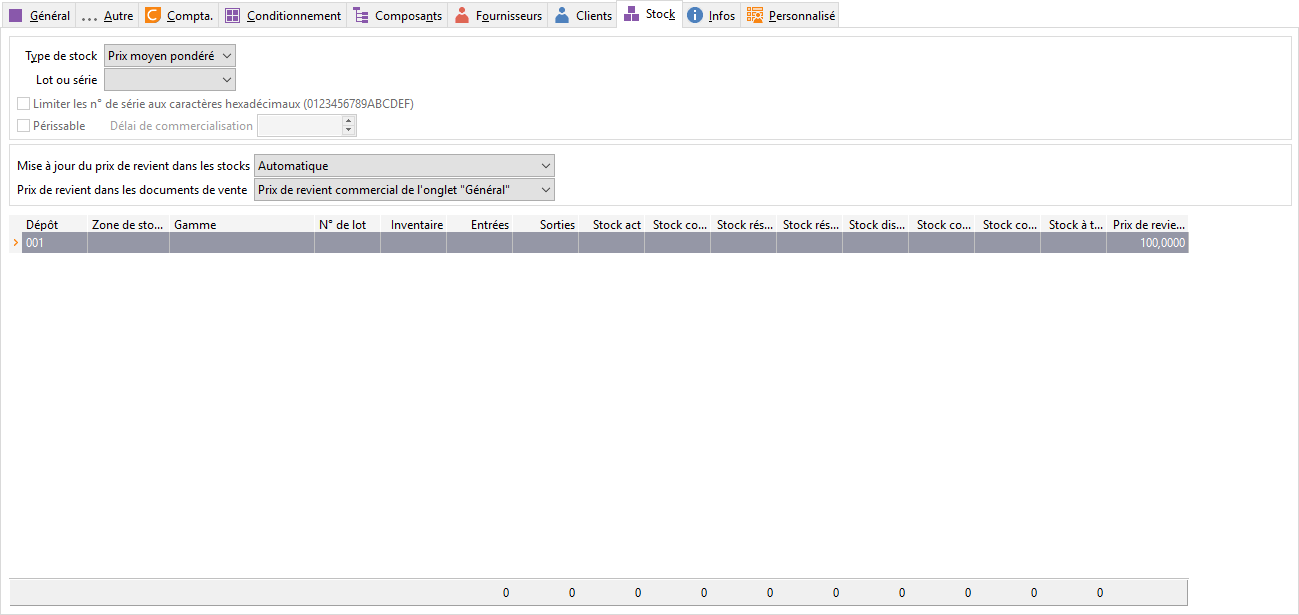 Général ... Autre Compta. Conditionnement Composants Fournisseurs Clients Stock Infos Personnalisé
Type de stock Prix moyen pondéré
Lot ou série
Limiter les n° de série aux caractères hexadécimaux (0123456789ABCDEF)
Périssable Délai de commercialisation
Mise à jour du prix de revient dans les stocks Automatique
Prix de revient dans les documents de vente Prix de revient commercial de l'onglet "Général"
Dépôt Zone de sto... Gamme N° de lot Inventaire Entrées Sorties Stock act Stock co... Stock rés... Stock rés... Stock dis... Stock co... Stock co... Stock à t... Prix de revie...
001 100,0000
0 0 0 0 0 0 0 0 0 0